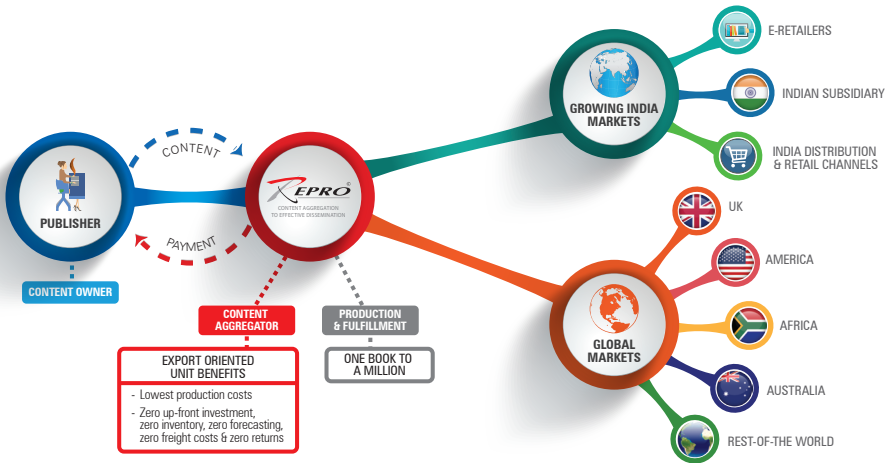 PUBLISHER
CONTENT OWNER
CONTENT
PAYMENT
REPRO
CONTENT AGGREGATION
TO EFFECTIVE DISSEMINATION
CONTENT
AGGREGATOR
EXPORT ORIENTED
UNIT BENEFITS
- Lowest production costs
- Zero up-front investment,
zero inventory, zero forecasting,
zero freight costs & zero returns
PRODUCTION
& FULFILLMENT
ONE BOOK TO
A MILLION
GROWING INDIA
MARKETS
E-RETAILERS
INDIAN SUBSIDIARY
INDIA DISTRIBUTION
& RETAIL CHANNELS
GLOBAL
MARKETS
UK
AMERICA
AFRICA
AUSTRALIA
REST-OF-THE WORLD